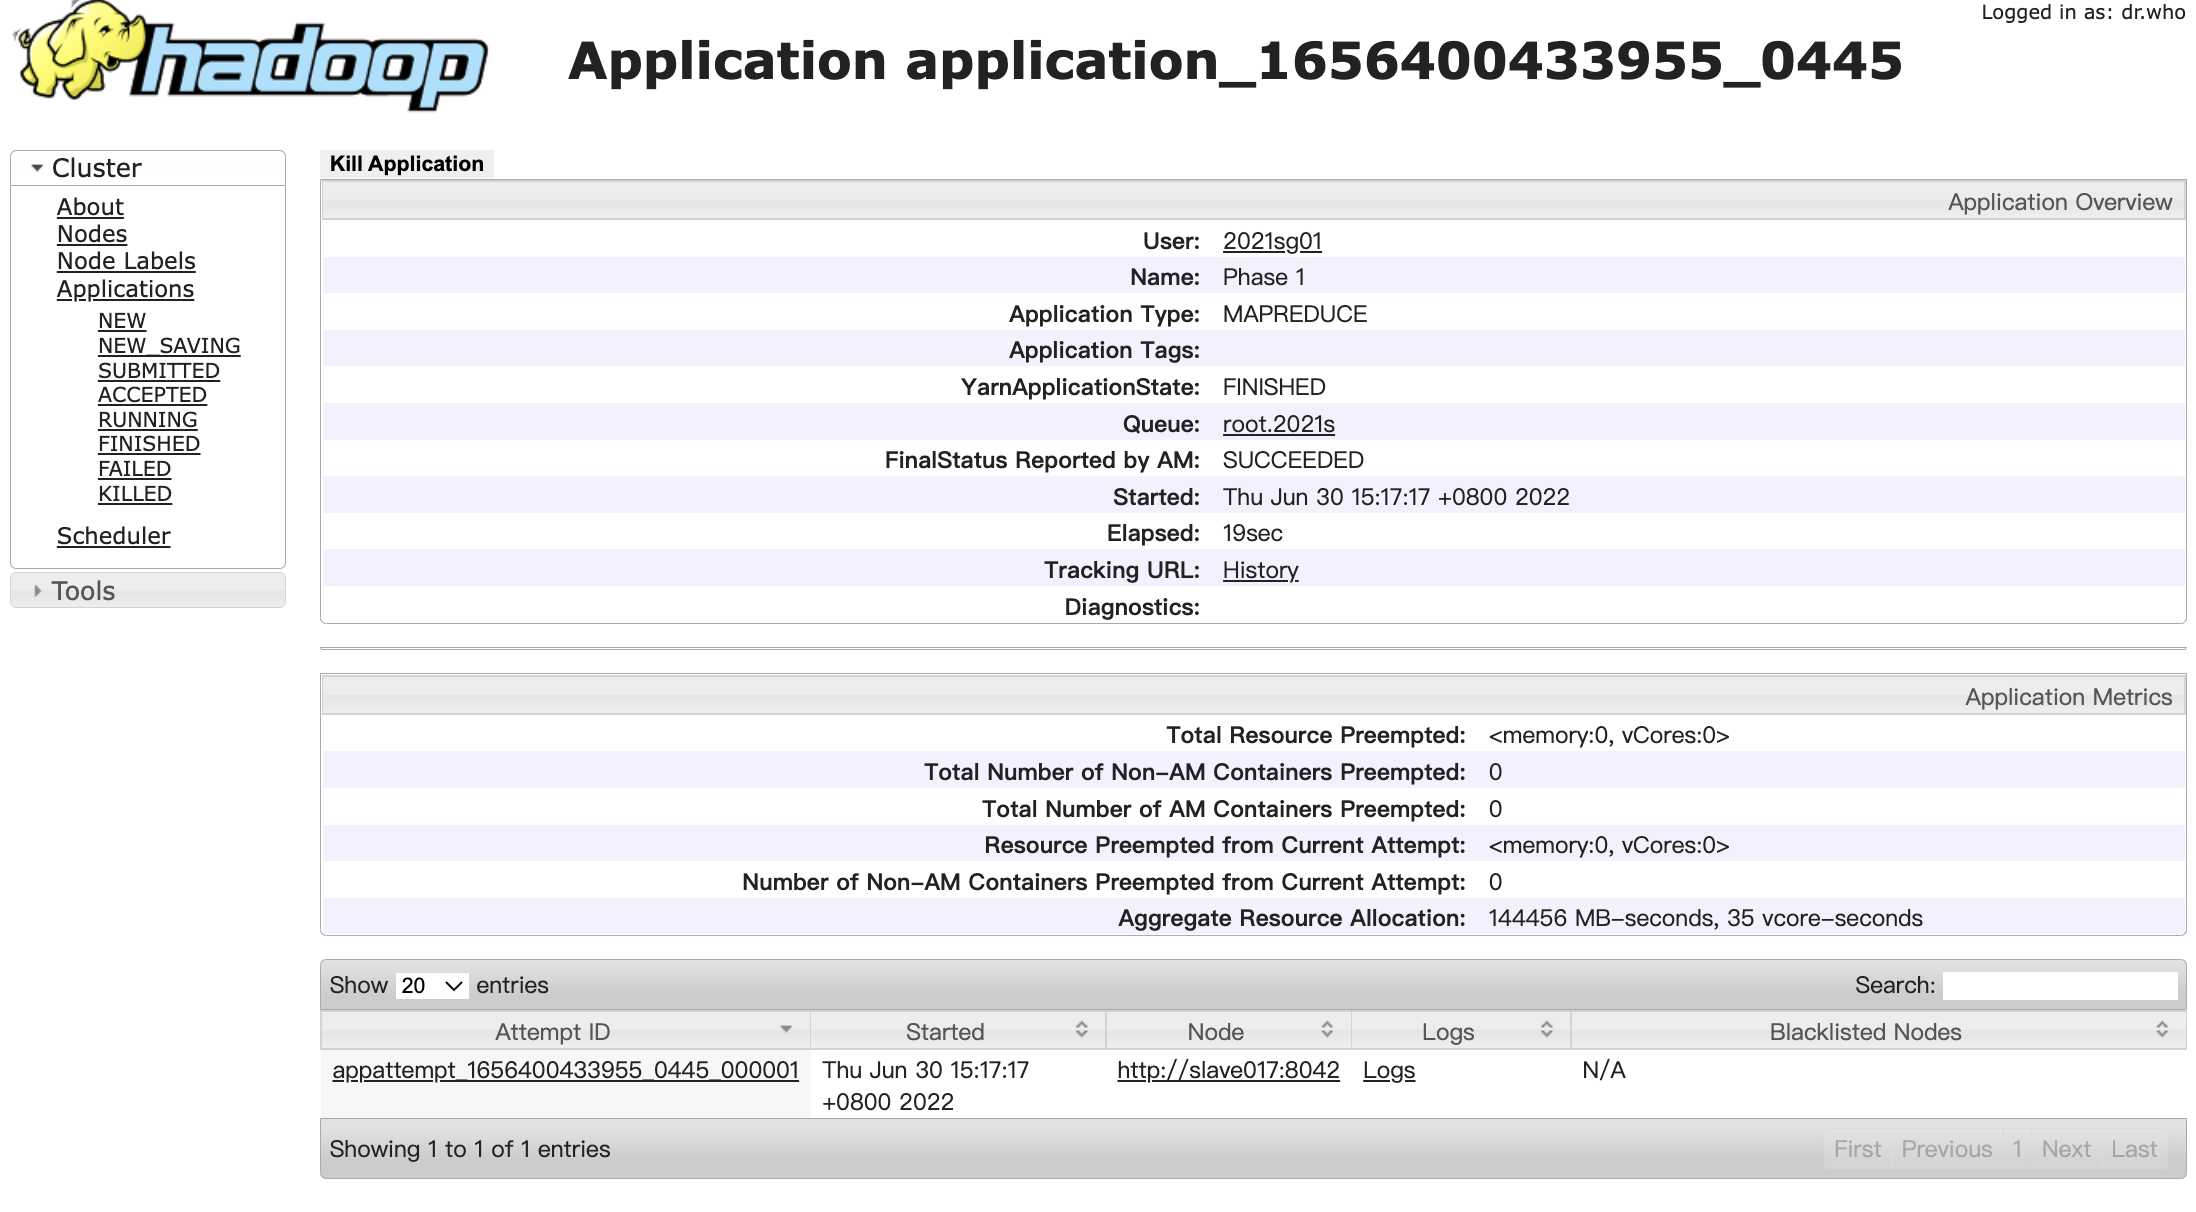 Logged in as: dr.who
hadoop
Application application_1656400433955_0445
Cluster
About
Nodes
Node Labels
Applications
NEW
NEW_SAVING
SUBMITTED
ACCEPTED
RUNNING
FINISHED
FAILED
KILLED
Scheduler
Tools
Kill Application
Application Overview
User: 2021sg01
Name: Phase 1
Application Type: MAPREDUCE
Application Tags:
YarnApplicationState: FINISHED
Queue: root.2021s
FinalStatus Reported by AM: SUCCEEDED
Started: Thu Jun 30 15:17:17 +0800 2022
Elapsed: 19sec
Tracking URL: History
Diagnostics:
Application Metrics
Total Resource Preempted: <memory:0, vCores:0>
Total Number of Non-AM Containers Preempted: 0
Total Number of AM Containers Preempted: 0
Resource Preempted from Current Attempt: <memory:0, vCores:0>
Number of Non-AM Containers Preempted from Current Attempt: 0
Aggregate Resource Allocation: 144456 MB-seconds, 35 vcore-seconds
Show 20 entries Search:
Attempt ID Started Node Logs Blacklisted Nodes
appattempt_1656400433955_0445_000001 Thu Jun 30 15:17:17 http://slave017:8042 Logs N/A
+0800 2022
Showing 1 to 1 of 1 entries First Previous 1 Next Last